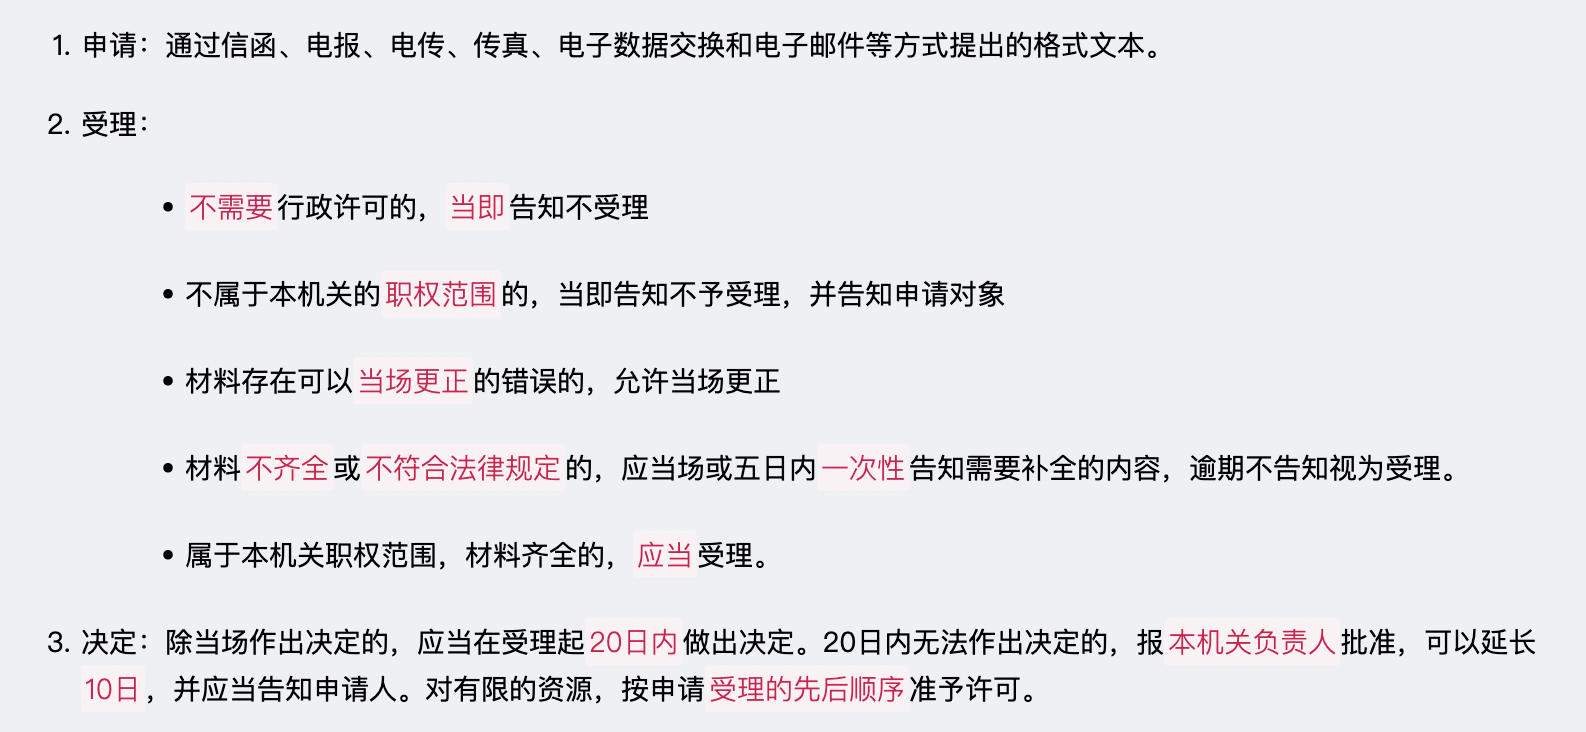 1. 申请：通过信函、电报、电传、传真、电子数据交换和电子邮件等方式提出的格式文本。
2. 受理：
• 不需要行政许可的，当即告知不受理
• 不属于本机关的职权范围的，当即告知不予受理，并告知申请对象
• 材料存在可以当场更正的错误的，允许当场更正
• 材料不齐全或不符合法律规定的，应当场或五日内一次性告知需要补全的内容，逾期不告知视为受理。
• 属于本机关职权范围，材料齐全的，应当受理。
3. 决定：除当场作出决定的，应当在受理起20日内做出决定。20日内无法作出决定的，报本机关负责人批准，可以延长
10日，并应当告知申请人。对有限的资源，按申请受理的先后顺序准予许可。